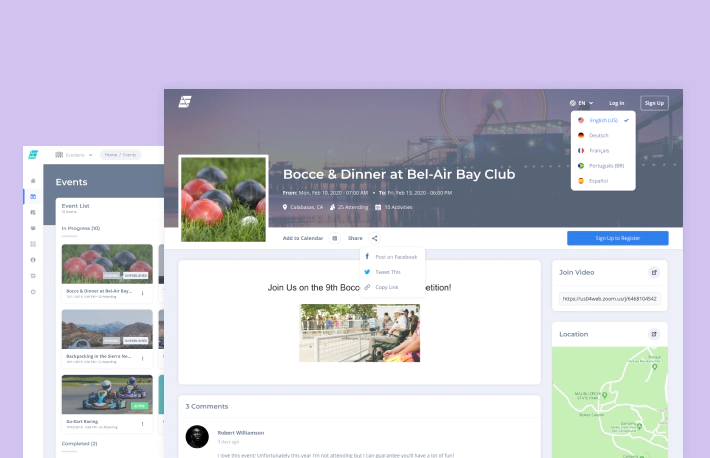 EN
Log In
Sign Up
English (US)
Deutsch
Français
Português (BR)
Español
Home / Events
Events
Event List
In Progress (10)
Bocce & Dinner at Bel-Air Bay...
Backpacking in the Sierra Ne...
Go-Kart Racing
Completed (2)
Bocce & Dinner at Bel-Air Bay Club
From: Mon, Feb 10, 2020 - 07:00 AM • To: Fri, Feb 13, 2020 - 06:00 PM
Calabasas, CA
25 Attending
10 Activities
Add to Calendar
Share
Sign Up to Register
Post on Facebook
Tweet This
Copy Link
Join Us on the 9th Bocc
etition!
Join Video
https://us04web.zoom.us/j/6468104542
Location
MALIBU CREEK
STATE PARK
3 Comments
Robert Williamson
I love this event! Unfortunately this year I'm not attending but I can guarantee you'll have a lot of fun!